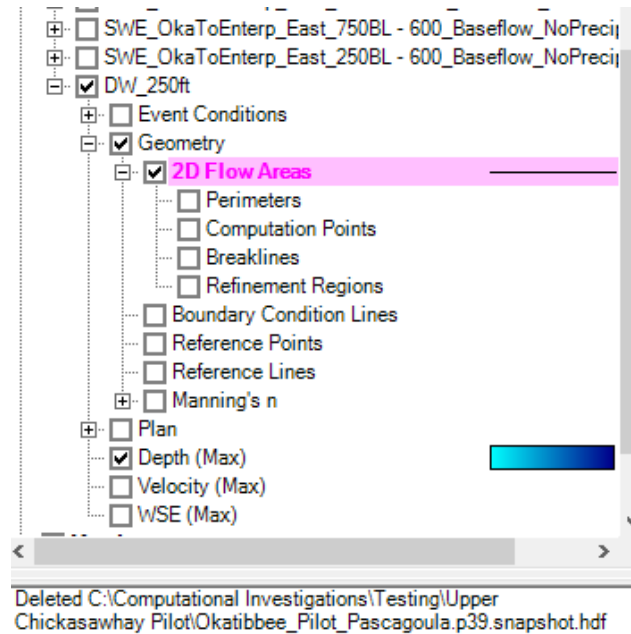 SWE_OkaToEnterp_East_750BL - 600_Baseflow_NoPrecip
SWE_OkaToEnterp_East_250BL - 600_Baseflow_NoPrecip
DW_250ft
Event Conditions
Geometry
2D Flow Areas
Perimeters
Computation Points
Breaklines
Refinement Regions
Boundary Condition Lines
Reference Points
Reference Lines
Manning's n
Plan
Depth (Max)
Velocity (Max)
WSE (Max)
Deleted C:\Computational Investigations\Testing\Upper
Chickasawhay Pilot\Okatibbee_Pilot_Pascagoula.p39.snapshot.hdf